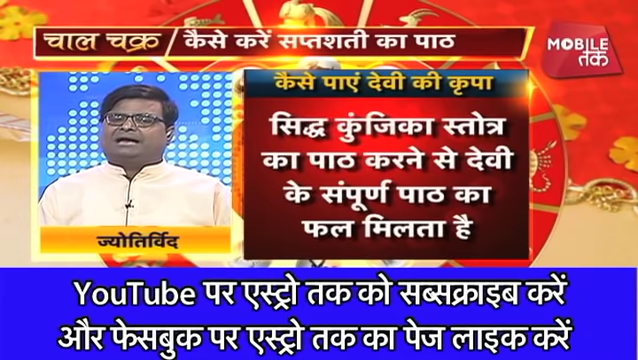 चाल चक्र कैसे करें सप्तशती का पाठ
MOBILE
तक
कैसे पाएं देवी की कृपा
सिद्ध कुंजिका स्तोत्र
का पाठ करने से देवी
के संपूर्ण पाठ का
फल मिलता है
ज्योतिर्विद
YouTube पर एस्ट्रो तक को सब्सक्राइब करें
और फेसबुक पर एस्ट्रो तक का पेज लाइक करें